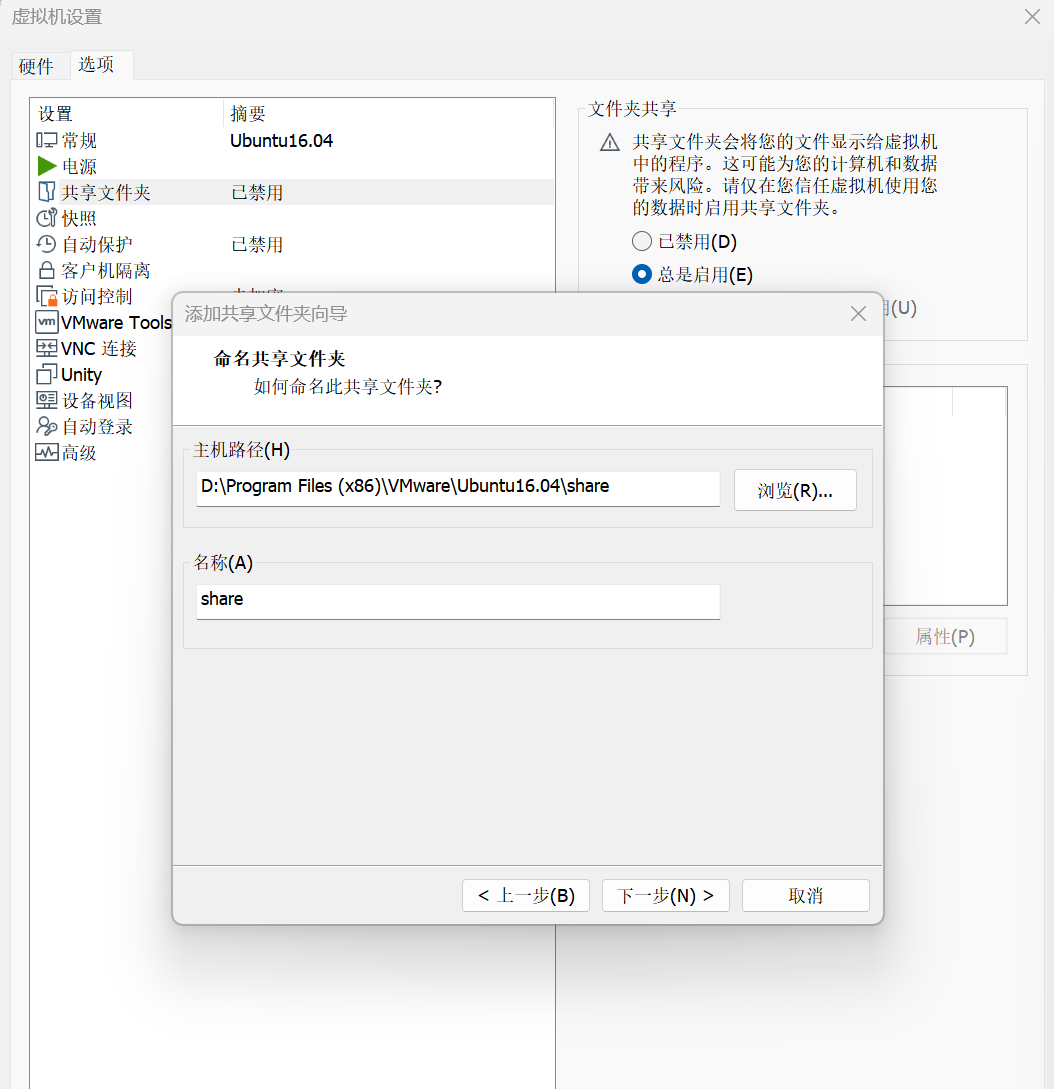 虚拟机设置
硬件 选项
设置 摘要
常规 Ubuntu16.04
电源
共享文件夹 已禁用
快照
自动保护 已禁用
客户机隔离
访问控制
VMware Tools
VNC 连接
Unity
设备视图
自动登录
高级
文件夹共享
共享文件夹会将您的文件显示给虚拟机
中的程序。这可能为您的计算机和数据
带来风险。请仅在您信任虚拟机使用您
的数据时启用共享文件夹。
已禁用(D)
总是启用(E)
用(U)
添加共享文件夹向导
命名共享文件夹
如何命名此共享文件夹?
主机路径(H)
D:\Program Files (x86)\VMware\Ubuntu16.04\share
浏览(R)...
名称(A)
share
属性(P)
< 上一步(B) 下一步(N) > 取消